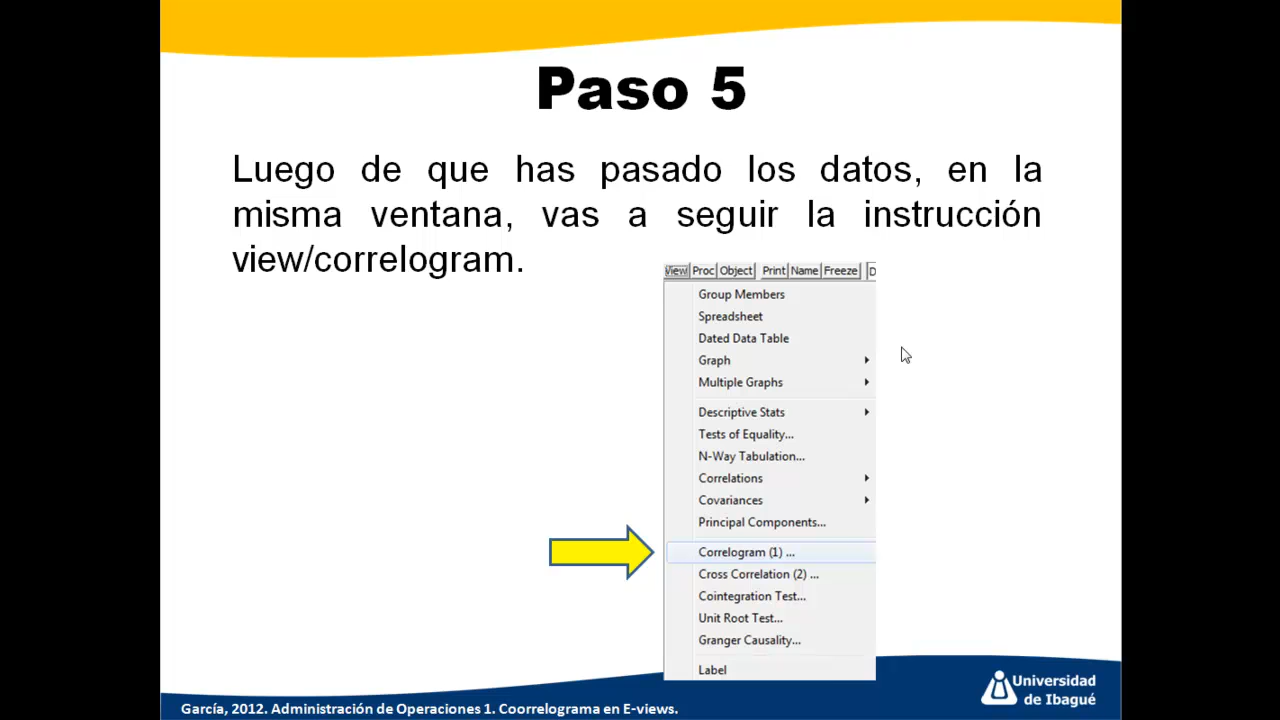 Paso 5
Luego de que has pasado los datos, en la
misma ventana, vas a seguir la instrucción
view/correlogram.
View Proc Object Print Name Freeze D
Group Members
Spreadsheet
Dated Data Table
Graph
Multiple Graphs
Descriptive Stats
Tests of Equality...
N-Way Tabulation...
Correlations
Covariances
Principal Components...
Correlogram (1) ...
Cross Correlation (2) ...
Cointegration Test...
Unit Root Test...
Granger Causality...
Label
Universidad
de Ibagué
García, 2012. Administración de Operaciones 1. Coorrelograma en E-views.